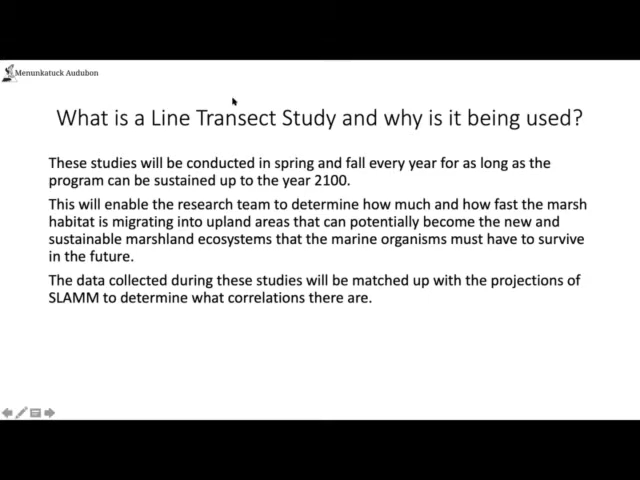 Menunkatuck Audubon
What is a Line Transect Study and why is it being used?
These studies will be conducted in spring and fall every year for as long as the
program can be sustained up to the year 2100.
This will enable the research team to determine how much and how fast the marsh
habitat is migrating into upland areas that can potentially become the new and
sustainable marshland ecosystems that the marine organisms must have to survive
in the future.
The data collected during these studies will be matched up with the projections of
SLAMM to determine what correlations there are.